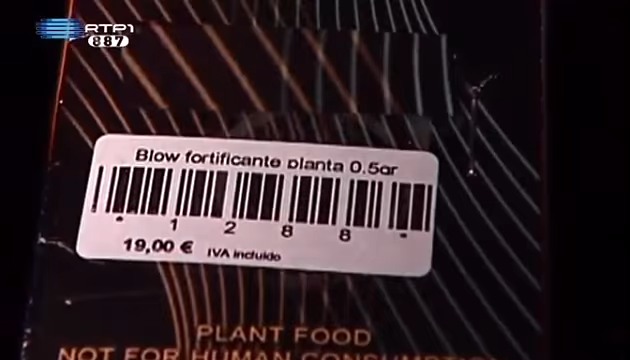 RTP1
887
Blow fortificante planta 0.5gr
* 1 2 8 8 *
19,00 € IVA incluido
PLANT FOOD
NOT FOR HUMAN